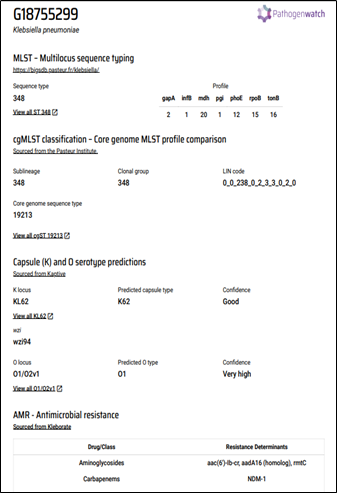 G18755299
Pathogenwatch
Klebsiella pneumoniae
MLST – Multilocus sequence typing
https://bigsdb.pasteur.fr/klebsiella/
Sequence type Profile
348 gapA infB mdh pgi phoE rpoB tonB
View all ST 348 2 1 20 1 12 15 16
cgMLST classification – Core genome MLST profile comparison
Sourced from the Pasteur Institute.
Sublineage Clonal group LIN code
348 348 0_0_238_0_2_3_3_0_2_0
Core genome sequence type
19213
View all cgST 19213
Capsule (K) and O serotype predictions
Sourced from Kaptive
K locus Predicted capsule type Confidence
KL62 K62 Good
View all KL62
wzi
wzi94
O locus Predicted O type Confidence
O1/O2v1 O1 Very high
View all O1/O2v1
AMR - Antimicrobial resistance
Sourced from Kleborate
Drug/Class Resistance Determinants
Aminoglycosides aac(6')-Ib-cr, aadA16 (homolog), rmtC
Carbapenems NDM-1